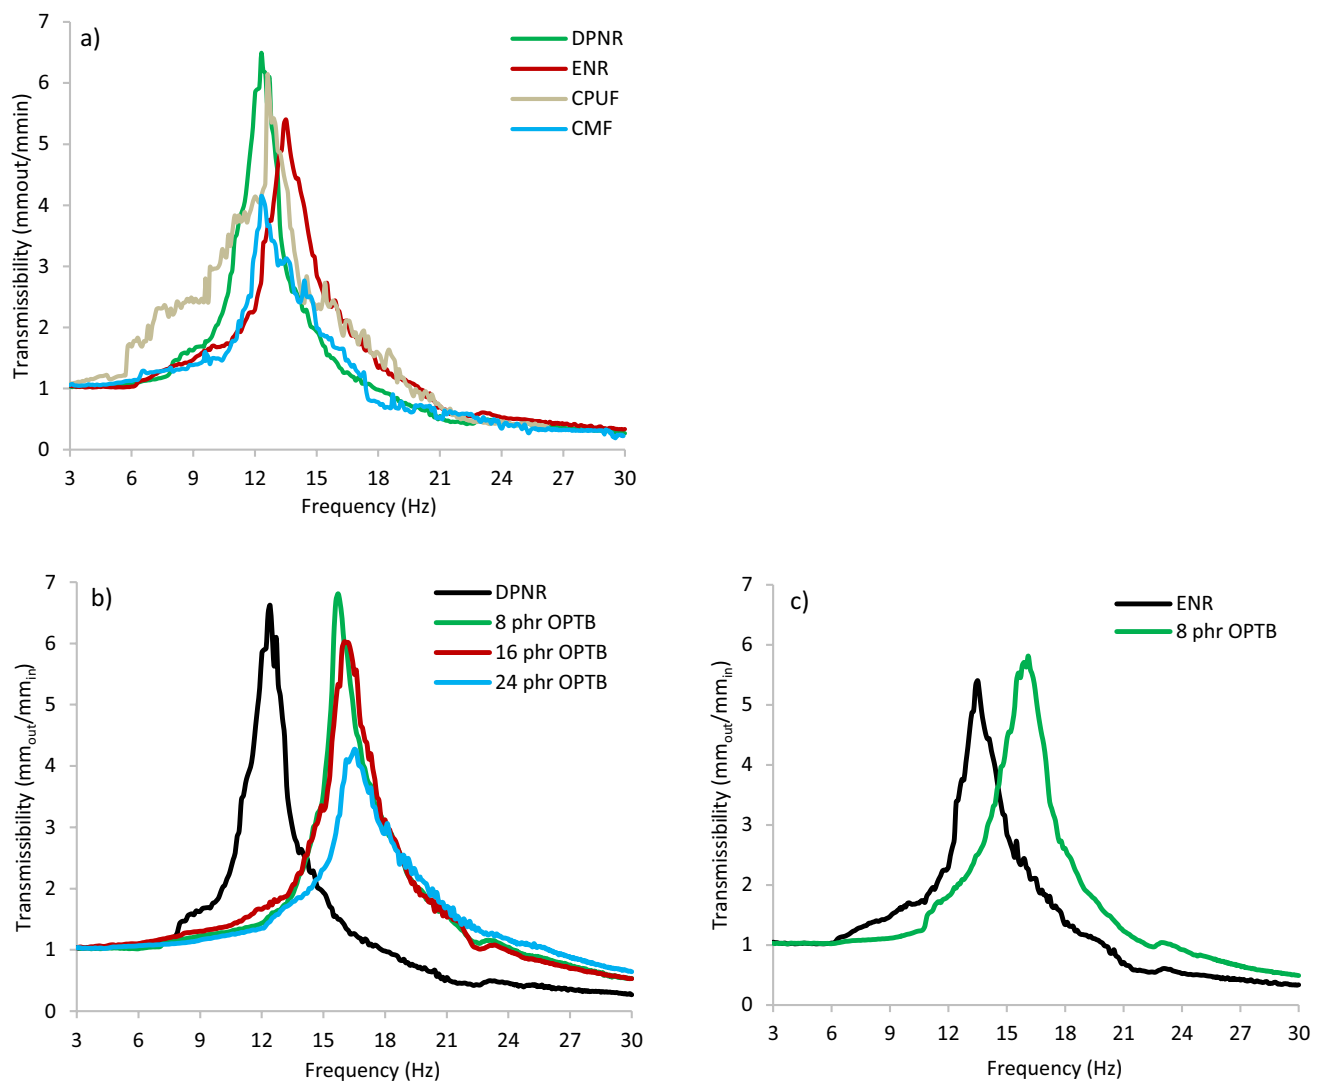 a)
DPNR
ENR
CPUF
CMF
Transmissibility (mmout/mmin)
7
6
5
4
3
2
1
0
3 6 9 12 15 18 21 24 27 30
Frequency (Hz)
b)
DPNR
8 phr OPTB
16 phr OPTB
24 phr OPTB
Transmissibility (mmout/mmin)
7
6
5
4
3
2
1
0
3 6 9 12 15 18 21 24 27 30
Frequency (Hz)
c)
ENR
8 phr OPTB
Transmissibility (mmout/mmin)
7
6
5
4
3
2
1
0
3 6 9 12 15 18 21 24 27 30
Frequency (Hz)